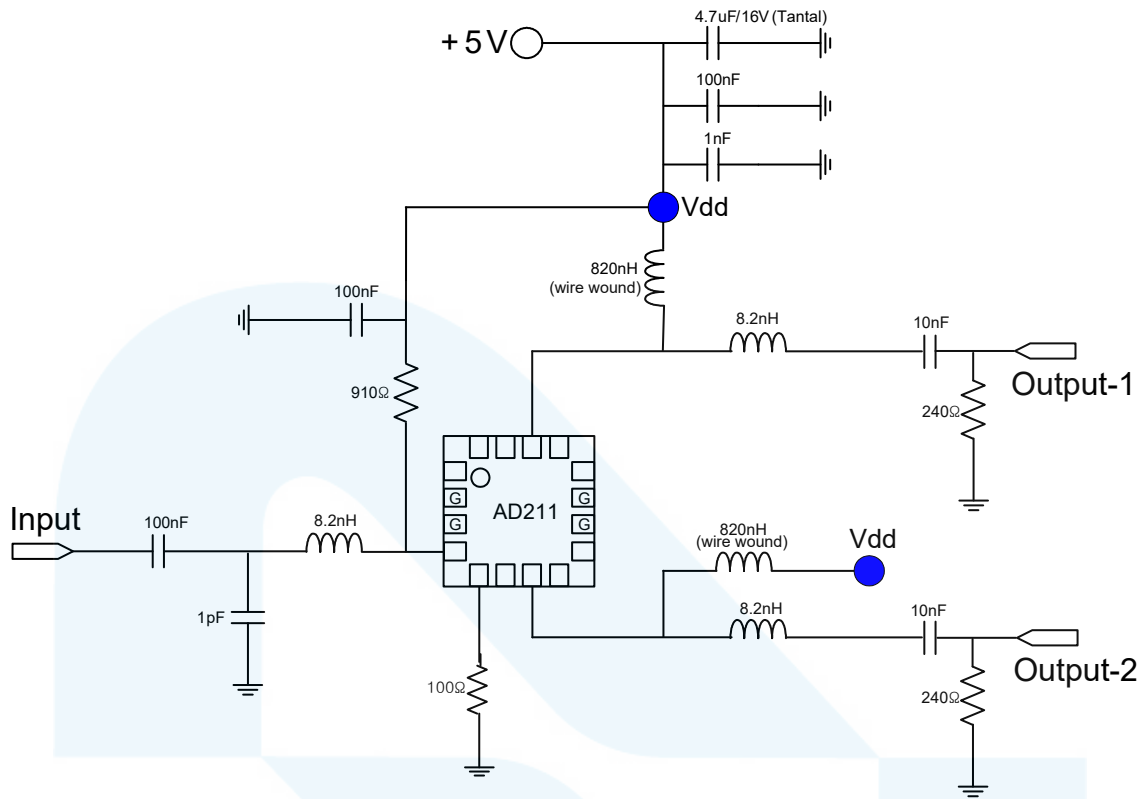 4.7uF/16V (Tantal)
+5V
100nF
1nF
Vdd
820nH
(wire wound)
100nF
8.2nH
10nF
Output-1
910Ω
240Ω
G
G
AD211
G
G
Input
100nF
8.2nH
820nH
(wire wound)
Vdd
1pF
8.2nH
10nF
Output-2
100Ω
240Ω